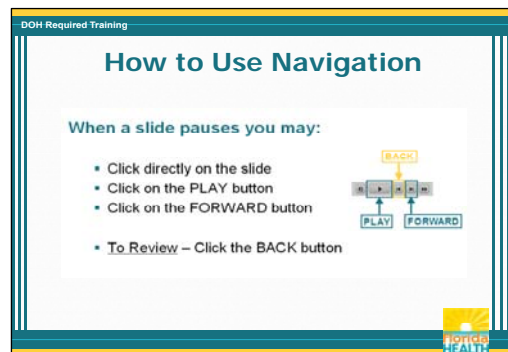 DOH Required Training
How to Use Navigation
When a slide pauses you may:
▪ Click directly on the slide
▪ Click on the PLAY button
▪ Click on the FORWARD button
▪ To Review – Click the BACK button
BACK
PLAY FORWARD
Florida
HEALTH